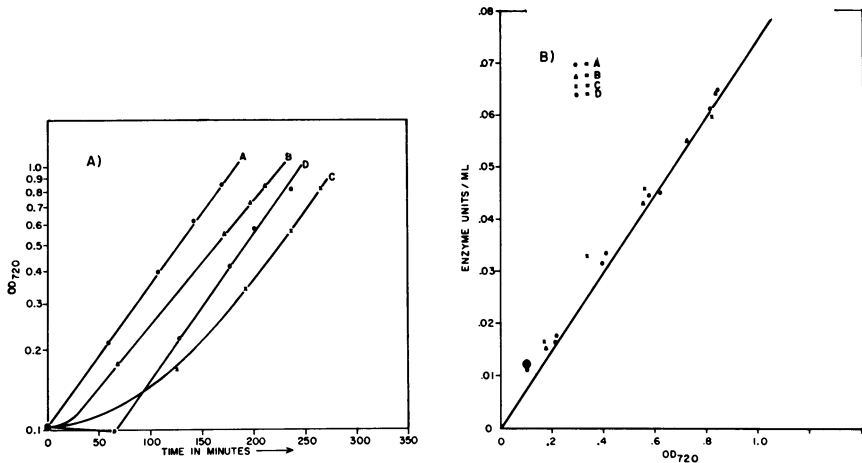 A)
OD720
1.0
0.9
0.8
0.7
0.6
0.5
0.4
0.3
0.2
0.1
A
B
D
C
0 50 100 150 200 250 300 350
TIME IN MINUTES
B)
A
B
C
D
ENZYME UNITS/ML
.08
.07
.06
.05
.04
.03
.02
.01
0
0 .2 .4 .6 .8 1.0
OD720